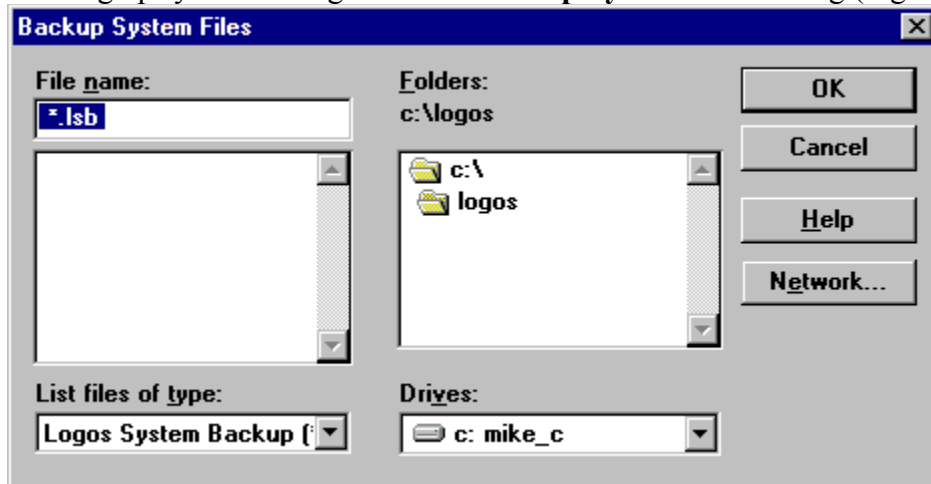 Backup System Files
File name:
*.lsb
Folders:
c:\logos
c:\
logos
OK
Cancel
Help
Network...
List files of type:
Logos System Backup (
Drives:
c: mike_c